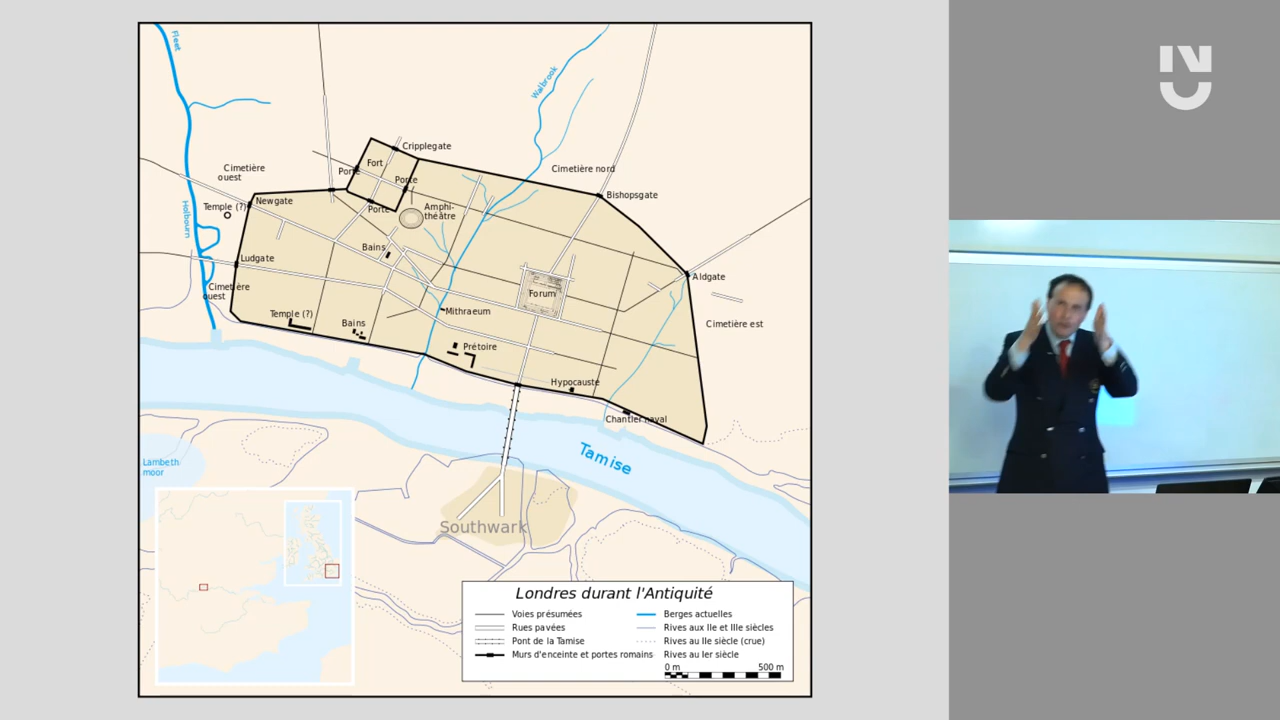 Fleet
Walbrook
Cripplegate
Fort
Porte
Porte
Porte
Cimetière
ouest
Cimetière nord
Bishopsgate
Temple (?)
Newgate
Holbourn
Amphi-
théâtre
Bains
Ludgate
Aldgate
Cimetière
ouest
Forum
Temple (?)
Bains
Mithraeum
Cimetière est
Prétoire
Hypocauste
Chantier naval
Tamise
Lambeth
moor
Southwark
Londres durant l'Antiquité
Voies présumées
Rues pavées
Pont de la Tamise
Murs d'enceinte et portes romains
Berges actuelles
Rives aux IIe et IIIe siècles
Rives au IIe siècle (crue)
Rives au Ier siècle
0 m 500 m